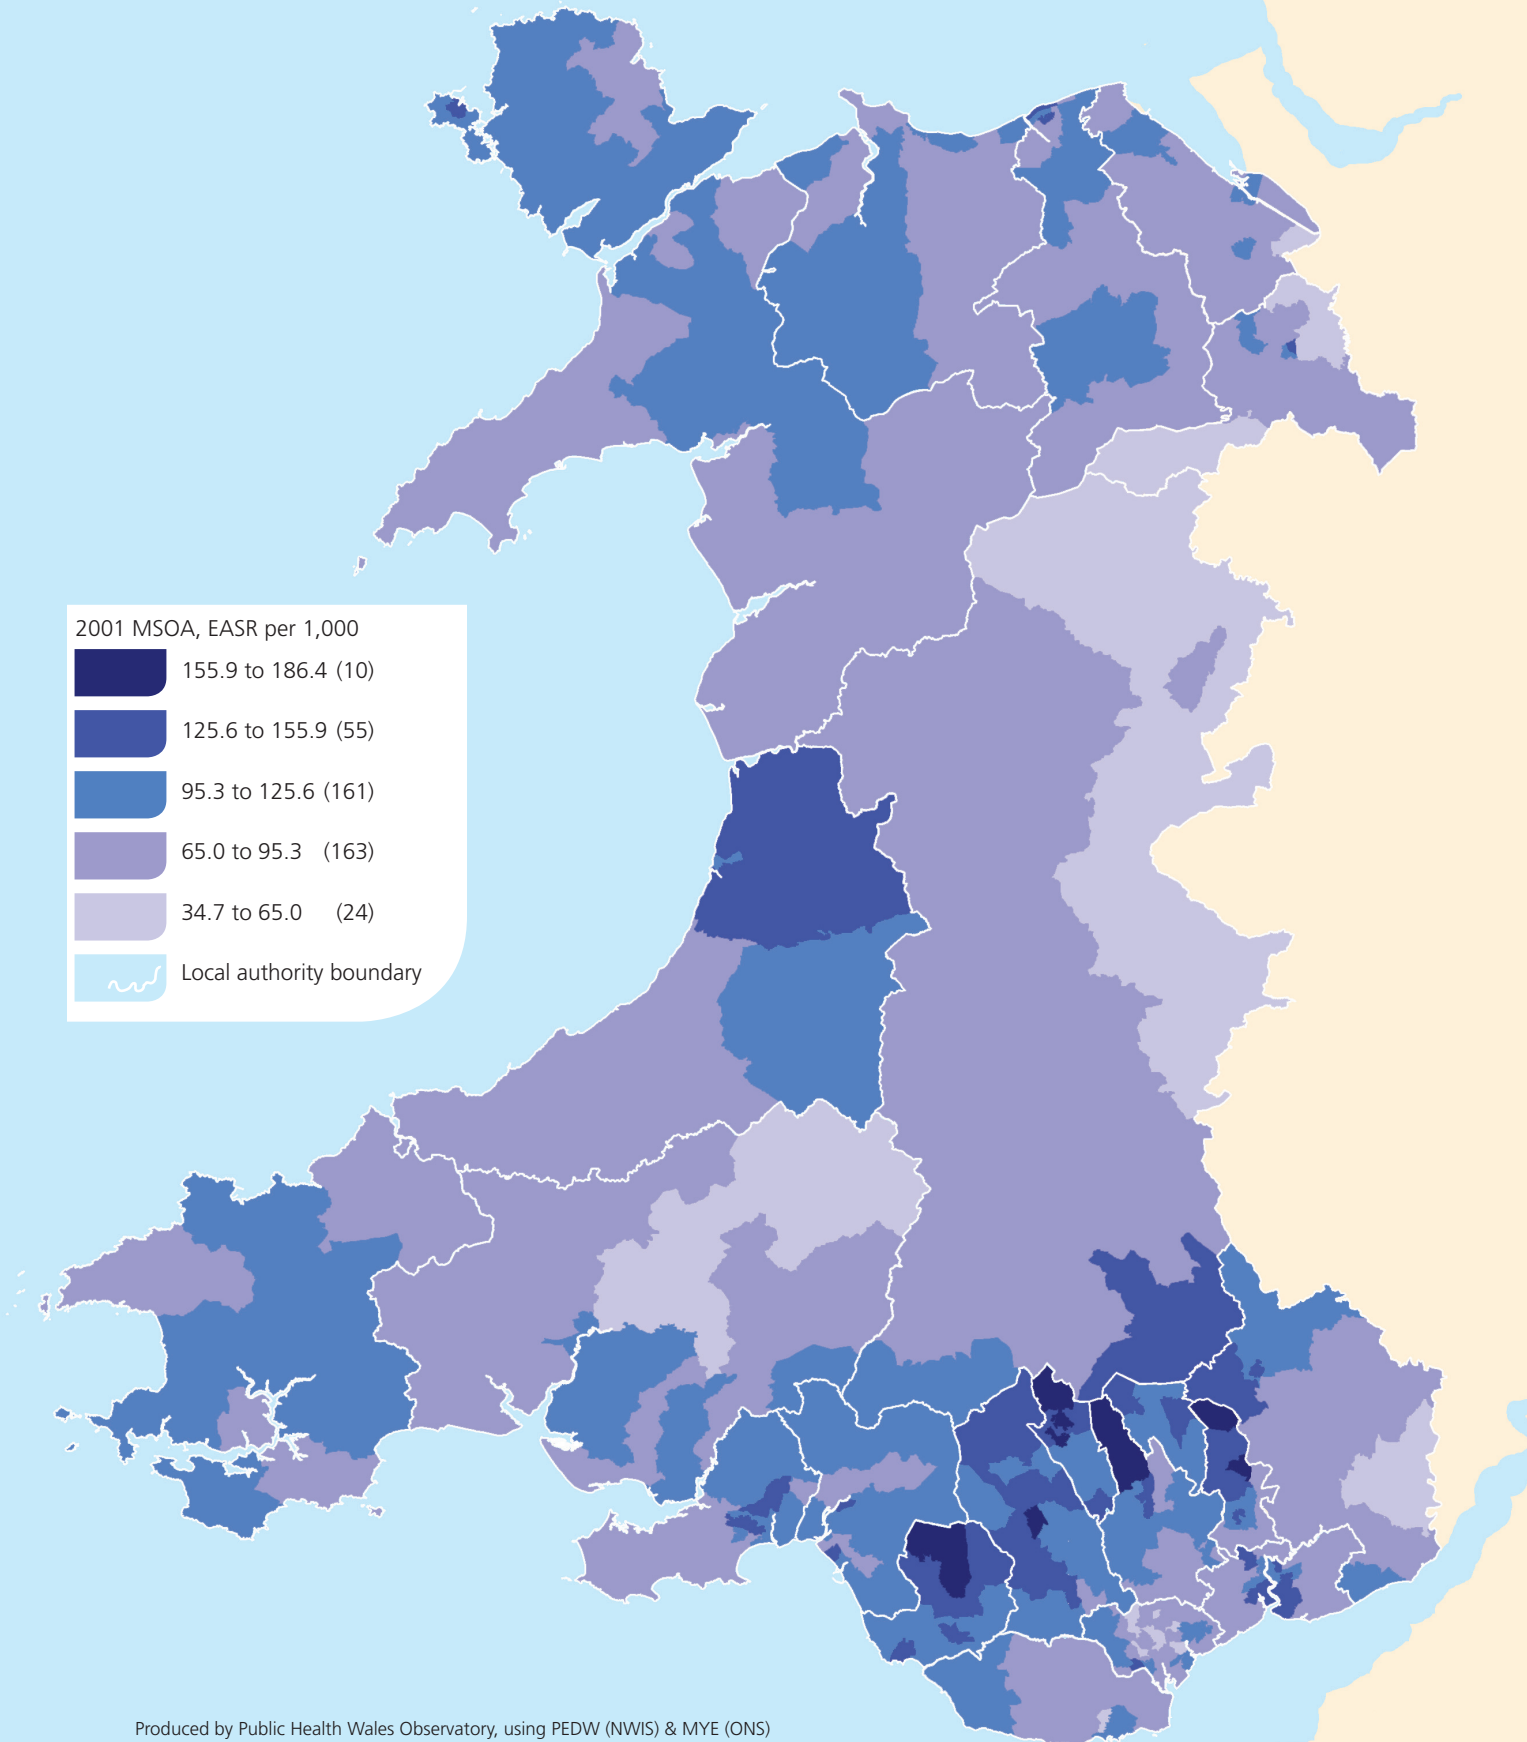 2001 MSOA, EASR per 1,000
155.9 to 186.4 (10)
125.6 to 155.9 (55)
95.3 to 125.6 (161)
65.0 to 95.3 (163)
34.7 to 65.0 (24)
Local authority boundary
Produced by Public Health Wales Observatory, using PEDW (NWIS) & MYE (ONS)